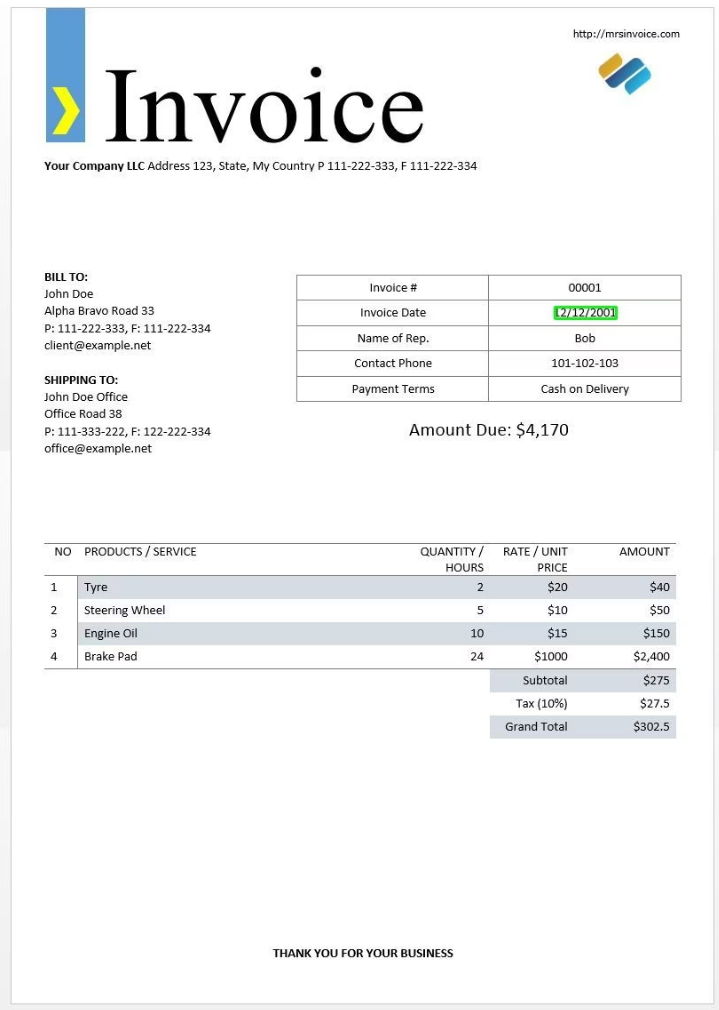 http://mrsinvoice.com
Invoice
Your Company LLC Address 123, State, My Country P 111-222-333, F 111-222-334
BILL TO:
John Doe
Alpha Bravo Road 33
P: 111-222-333, F: 111-222-334
client@example.net
SHIPPING TO:
John Doe Office
Office Road 38
P: 111-333-222, F: 122-222-334
office@example.net
Invoice # 00001
Invoice Date 12/12/2001
Name of Rep. Bob
Contact Phone 101-102-103
Payment Terms Cash on Delivery
Amount Due: $4,170
NO PRODUCTS / SERVICE QUANTITY / HOURS RATE / UNIT PRICE AMOUNT
1 Tyre 2 $20 $40
2 Steering Wheel 5 $10 $50
3 Engine Oil 10 $15 $150
4 Brake Pad 24 $1000 $2,400
Subtotal $275
Tax (10%) $27.5
Grand Total $302.5
THANK YOU FOR YOUR BUSINESS